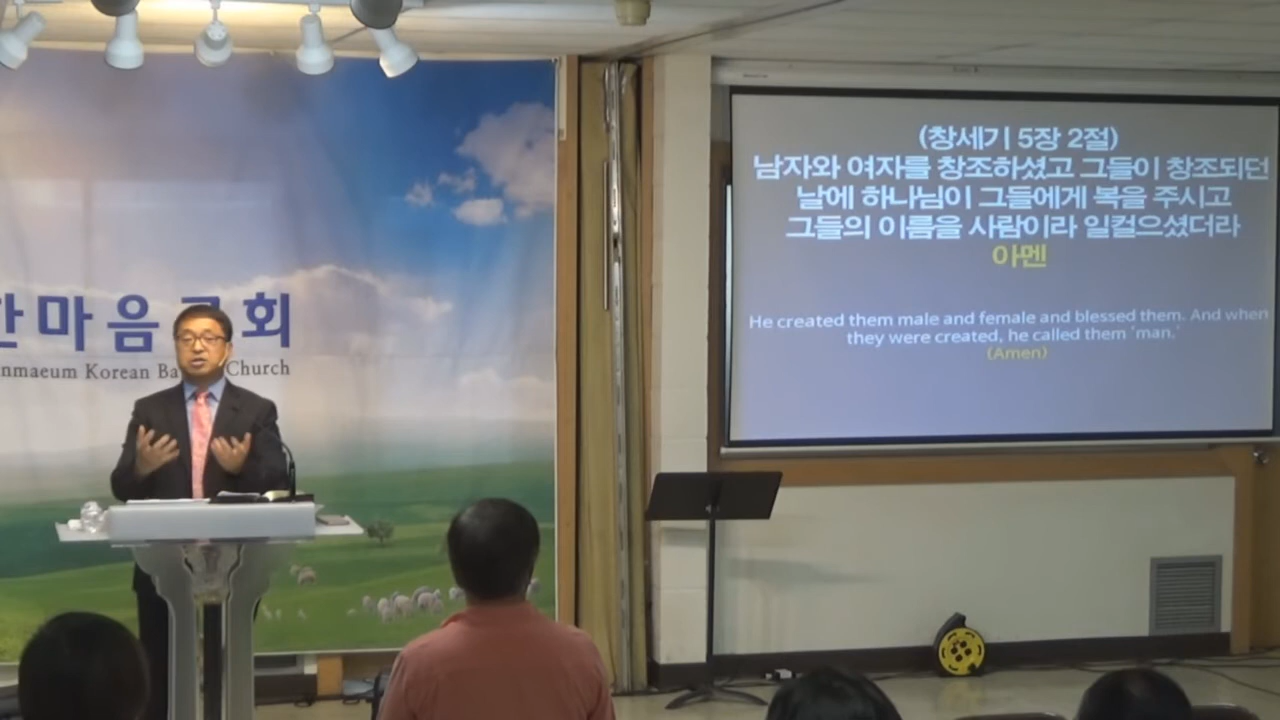 한마음교회
nmaeum Korean Ba Church
(창세기 5장 2절)
남자와 여자를 창조하셨고 그들이 창조되던
날에 하나님이 그들에게 복을 주시고
그들의 이름을 사람이라 일컬으셨더라
아멘
He created them male and female and blessed them. And when
they were created, he called them 'man.'
(Amen)